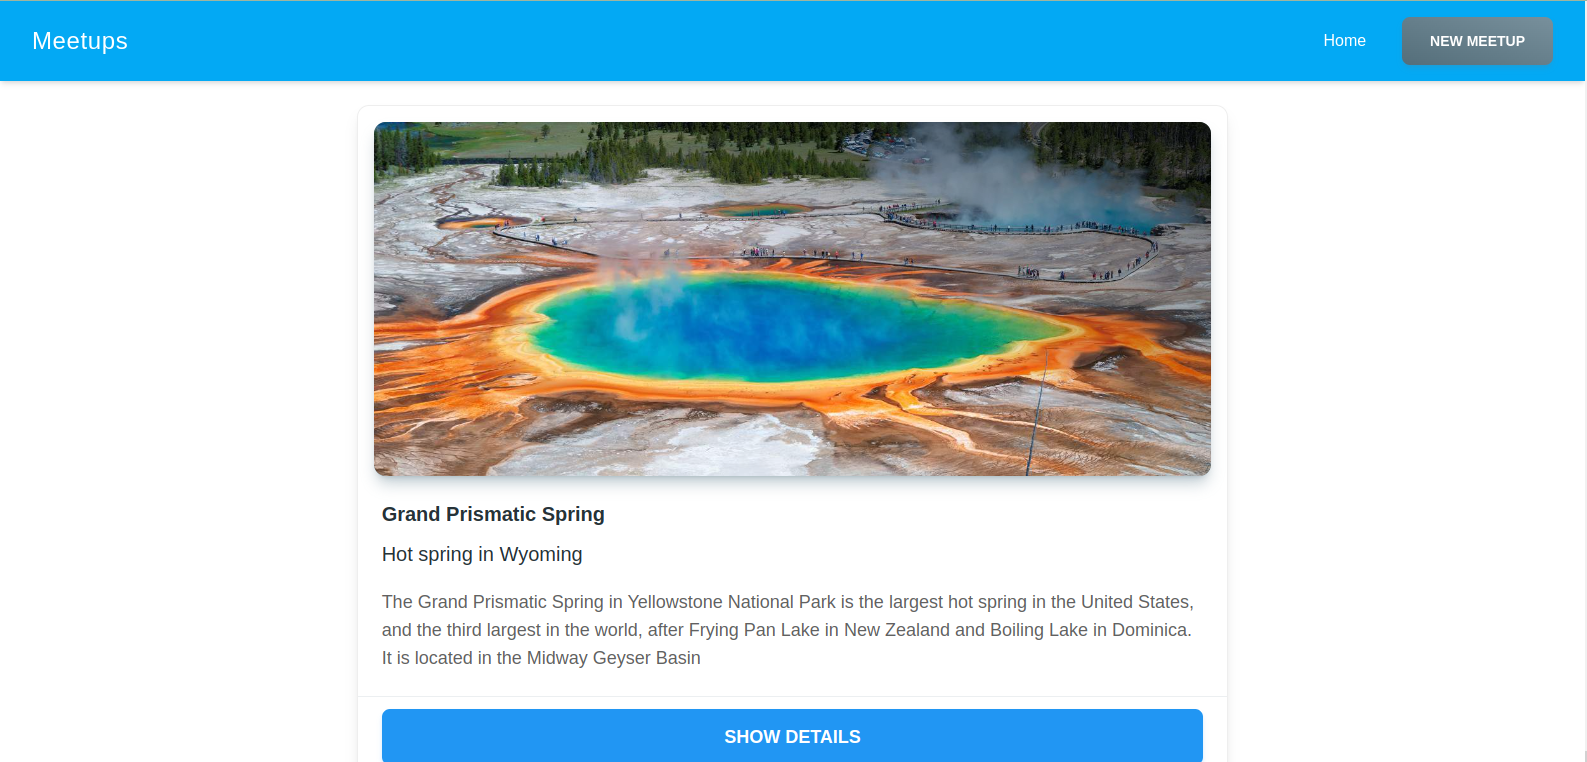 Meetups
Home
NEW MEETUP
Grand Prismatic Spring
Hot spring in Wyoming
The Grand Prismatic Spring in Yellowstone National Park is the largest hot spring in the United States,
and the third largest in the world, after Frying Pan Lake in New Zealand and Boiling Lake in Dominica.
It is located in the Midway Geyser Basin
SHOW DETAILS